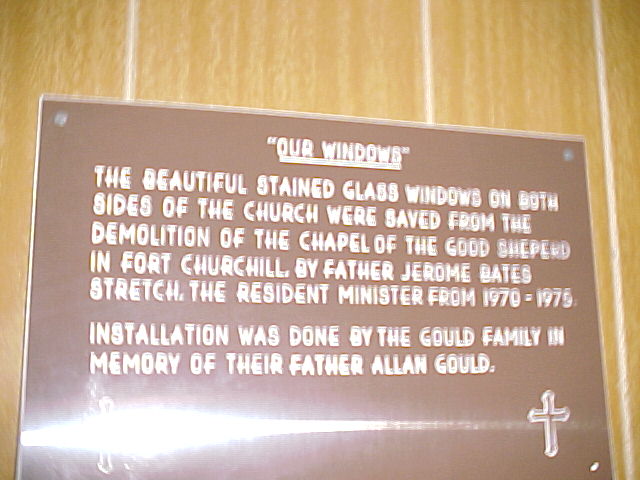 "OUR WINDOWS"
THE BEAUTIFUL STAINED GLASS WINDOWS ON BOTH
SIDES OF THE CHURCH WERE SAVED FROM THE
DEMOLITION OF THE CHAPEL OF THE GOOD SHEPERD
IN FORT CHURCHILL, BY FATHER JEROME BATES
STRETCH, THE RESIDENT MINISTER FROM 1970-1975.
INSTALLATION WAS DONE BY THE GOULD FAMILY IN
MEMORY OF THEIR FATHER ALLAN GOULD.